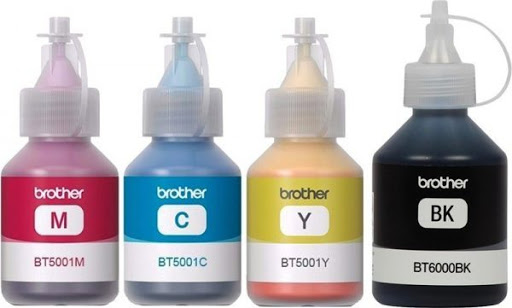 brother
M
BT5001M
brother
C
BT5001C
brother
Y
BT5001Y
brother
BK
BT6000BK